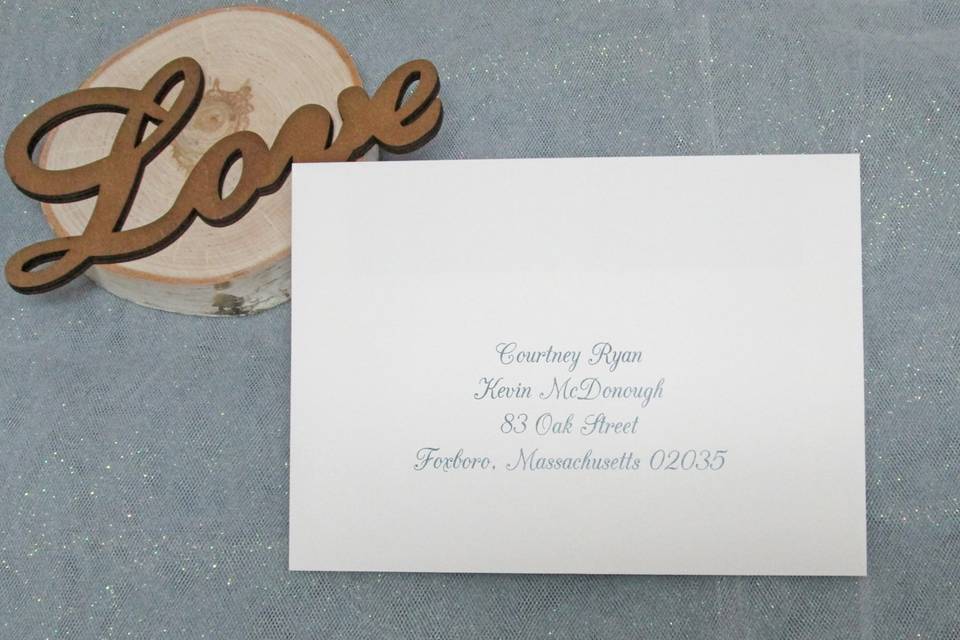 Love
Courtney Ryan
Kevin McDonough
83 Oak Street
Foxboro, Massachusetts 02035